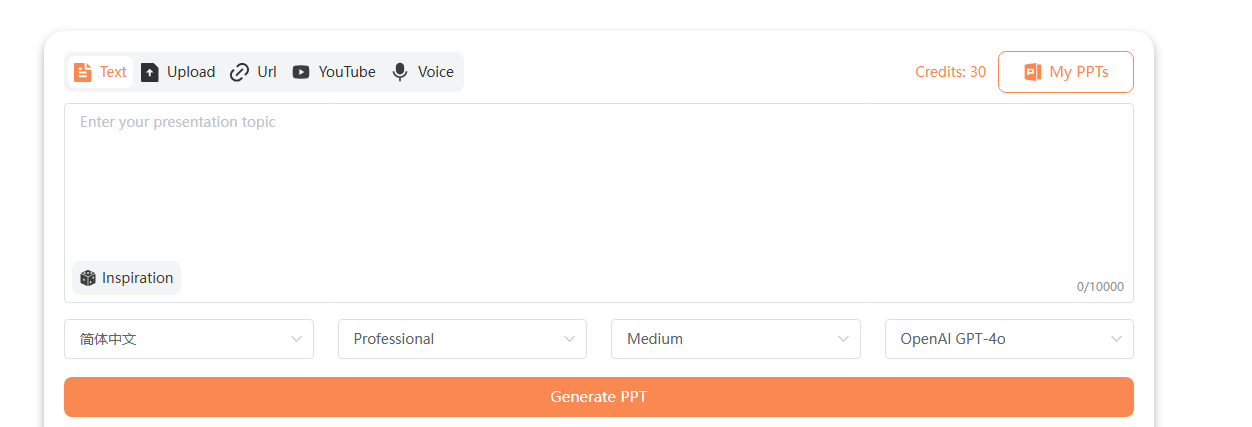 Text Upload Url YouTube Voice Credits: 30 My PPTs
Enter your presentation topic
Inspiration
0/10000
简体中文 Professional Medium OpenAI GPT-4o
Generate PPT